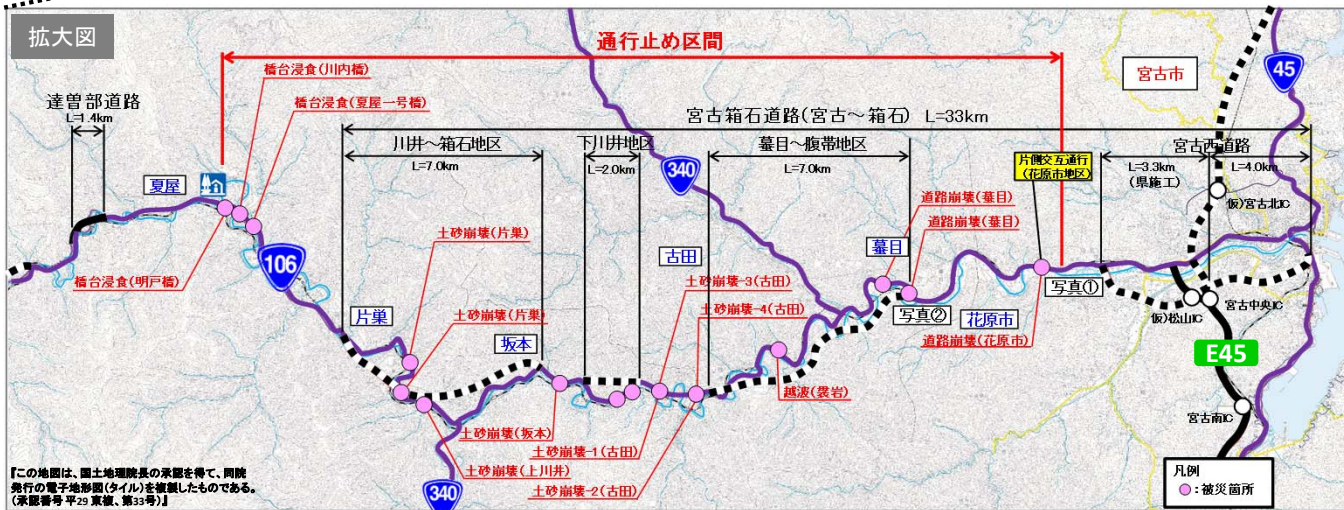 拡大図
通行止め区間
宮古市
45
橋台浸食(川内橋)
橋台浸食(夏屋一号橋)
達曽部道路
L=1.4km
宮古箱石道路(宮古~箱石) L=33km
川井~箱石地区
L=7.0km
下川井地区
L=2.0km
蟇目~腹帯地区
L=7.0km
片側交互通行
(花原市地区)
宮古西道路
L=3.3km
(県施工)
L=4.0km
340
夏屋
仮)宮古北IC
道路崩壊(蟇目)
道路崩壊(蟇目)
土砂崩壊(片巣)
蟇目
古田
106
橋台浸食(明戸橋)
土砂崩壊-3(古田)
土砂崩壊-4(古田)
写真①
写真②
花原市
仮)松山IC
宮古中央IC
片巣
土砂崩壊(片巣)
坂本
道路崩壊(花原市)
E45
越波(袰岩)
宮古南IC
土砂崩壊(坂本)
土砂崩壊-1(古田)
土砂崩壊(上川井)
土砂崩壊-2(古田)
340
『この地図は、国土地理院長の承認を得て、同院
発行の電子地形図(タイル)を複製したものである。
(承認番号 平29 東複、第33号)』
凡例
:被災箇所